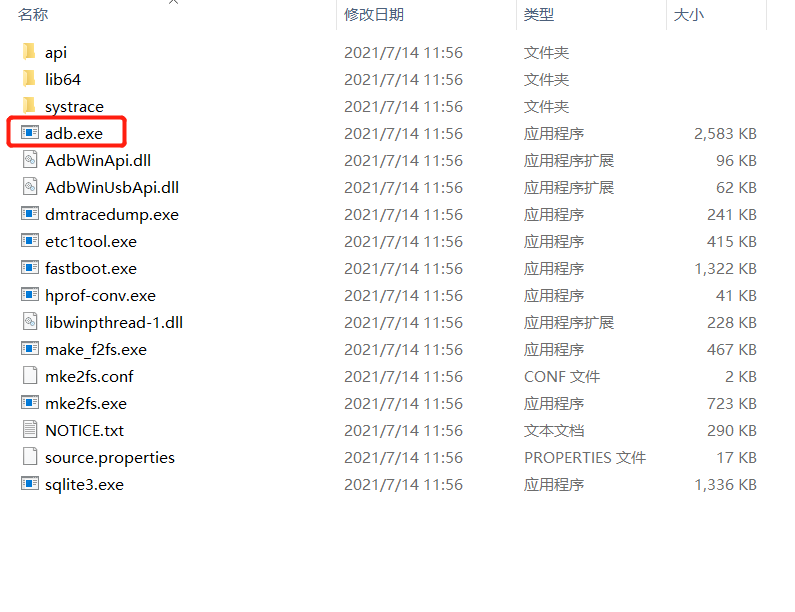 名称 修改日期 类型 大小
api 2021/7/14 11:56 文件夹
lib64 2021/7/14 11:56 文件夹
systrace 2021/7/14 11:56 文件夹
adb.exe 2021/7/14 11:56 应用程序 2,583 KB
AdbWinApi.dll 2021/7/14 11:56 应用程序扩展 96 KB
AdbWinUsbApi.dll 2021/7/14 11:56 应用程序扩展 62 KB
dmtracedump.exe 2021/7/14 11:56 应用程序 241 KB
etc1tool.exe 2021/7/14 11:56 应用程序 415 KB
fastboot.exe 2021/7/14 11:56 应用程序 1,322 KB
hprof-conv.exe 2021/7/14 11:56 应用程序 41 KB
libwinpthread-1.dll 2021/7/14 11:56 应用程序扩展 228 KB
make_f2fs.exe 2021/7/14 11:56 应用程序 467 KB
mke2fs.conf 2021/7/14 11:56 CONF 文件 2 KB
mke2fs.exe 2021/7/14 11:56 应用程序 723 KB
NOTICE.txt 2021/7/14 11:56 文本文档 290 KB
source.properties 2021/7/14 11:56 PROPERTIES 文件 17 KB
sqlite3.exe 2021/7/14 11:56 应用程序 1,336 KB